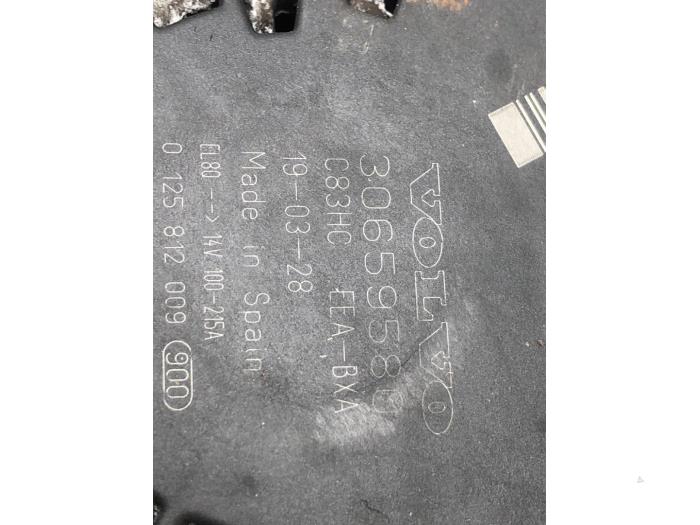 VOLVO
30659580
C83HC FEA-BXA
19-03-28
Made in Spain
EL80 --> 14V 100-215A
0 125 812 009 900